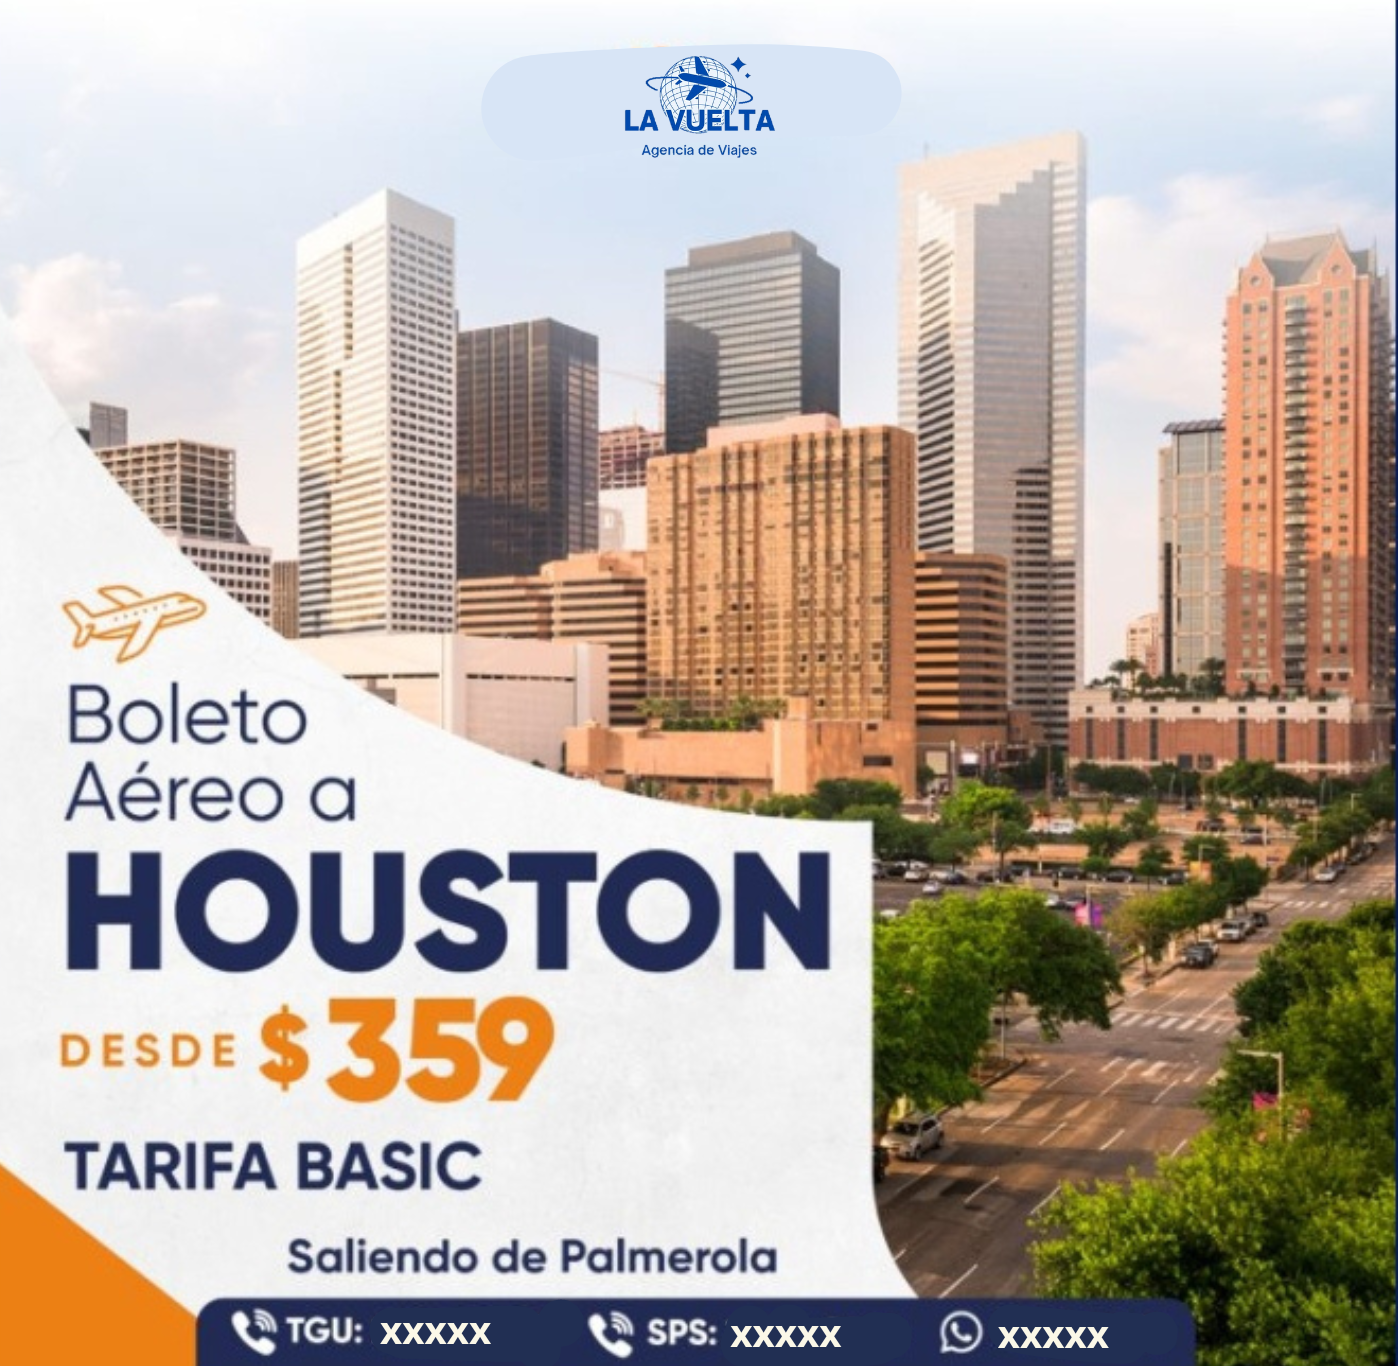 LA VUELTA
Agencia de Viajes
Boleto
Aéreo a
HOUSTON
DESDE $359
TARIFA BASIC
Saliendo de Palmerola
TGU: XXXXX SPS: XXXXX XXXXX